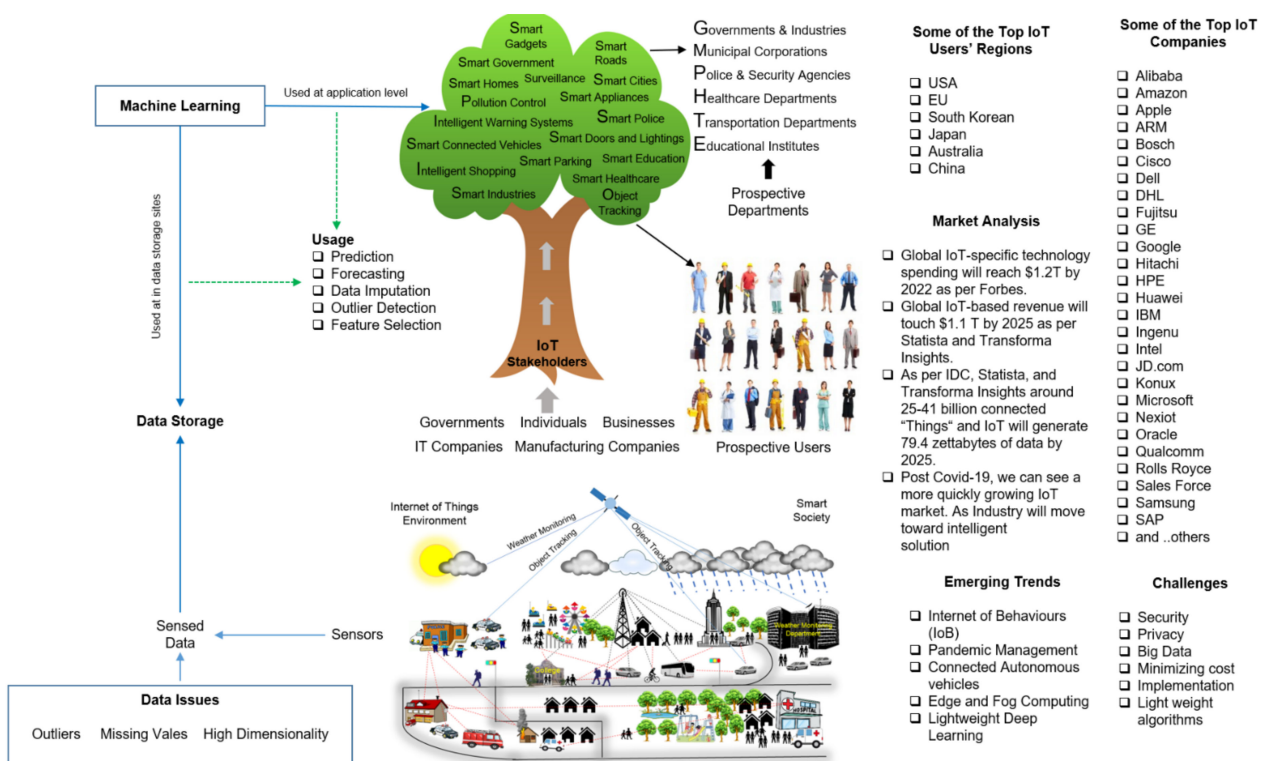 Machine Learning
Used at application level
Used at in data storage sites
Usage
❑ Prediction
❑ Forecasting
❑ Data Imputation
❑ Outlier Detection
❑ Feature Selection
Data Storage
Sensed
Data
Sensors
Data Issues
Outliers Missing Vales High Dimensionality
Smart
Gadgets
Smart
Roads
Smart Government
Smart Homes
Surveillance
Smart Cities
Pollution Control
Smart Appliances
Intelligent Warning Systems
Smart Police
Smart Connected Vehicles
Smart Doors and Lightings
Intelligent Shopping
Smart Parking
Smart Education
Smart Healthcare
Smart Industries
Object
Tracking
IoT
Stakeholders
Governments Individuals Businesses
IT Companies Manufacturing Companies
Governments & Industries
Municipal Corporations
Police & Security Agencies
Healthcare Departments
Transportation Departments
Educational Institutes
Prospective
Departments
Prospective Users
Internet of Things
Environment
Smart
Society
Weather Monitoring
Object Tracking
Object Tracking
Weather Monitoring
Department
College
HOSPITAL
Some of the Top IoT
Users' Regions
❑ USA
❑ EU
❑ South Korean
❑ Japan
❑ Australia
❑ China
Market Analysis
❑ Global IoT-specific technology
spending will reach $1.2T by
2022 as per Forbes.
❑ Global IoT-based revenue will
touch $1.1 T by 2025 as per
Statista and Transforma
Insights.
❑ As per IDC, Statista, and
Transforma Insights around
25-41 billion connected
“Things“ and IoT will generate
79.4 zettabytes of data by
2025.
❑ Post Covid-19, we can see a
more quickly growing IoT
market. As Industry will move
toward intelligent
solution
Emerging Trends
❑ Internet of Behaviours
(IoB)
❑ Pandemic Management
❑ Connected Autonomous
vehicles
❑ Edge and Fog Computing
❑ Lightweight Deep
Learning
Some of the Top IoT
Companies
❑ Alibaba
❑ Amazon
❑ Apple
❑ ARM
❑ Bosch
❑ Cisco
❑ Dell
❑ DHL
❑ Fujitsu
❑ GE
❑ Google
❑ Hitachi
❑ HPE
❑ Huawei
❑ IBM
❑ Ingenu
❑ Intel
❑ JD.com
❑ Konux
❑ Microsoft
❑ Nexiot
❑ Oracle
❑ Qualcomm
❑ Rolls Royce
❑ Sales Force
❑ Samsung
❑ SAP
❑ and ..others
Challenges
❑ Security
❑ Privacy
❑ Big Data
❑ Minimizing cost
❑ Implementation
❑ Light weight
algorithms